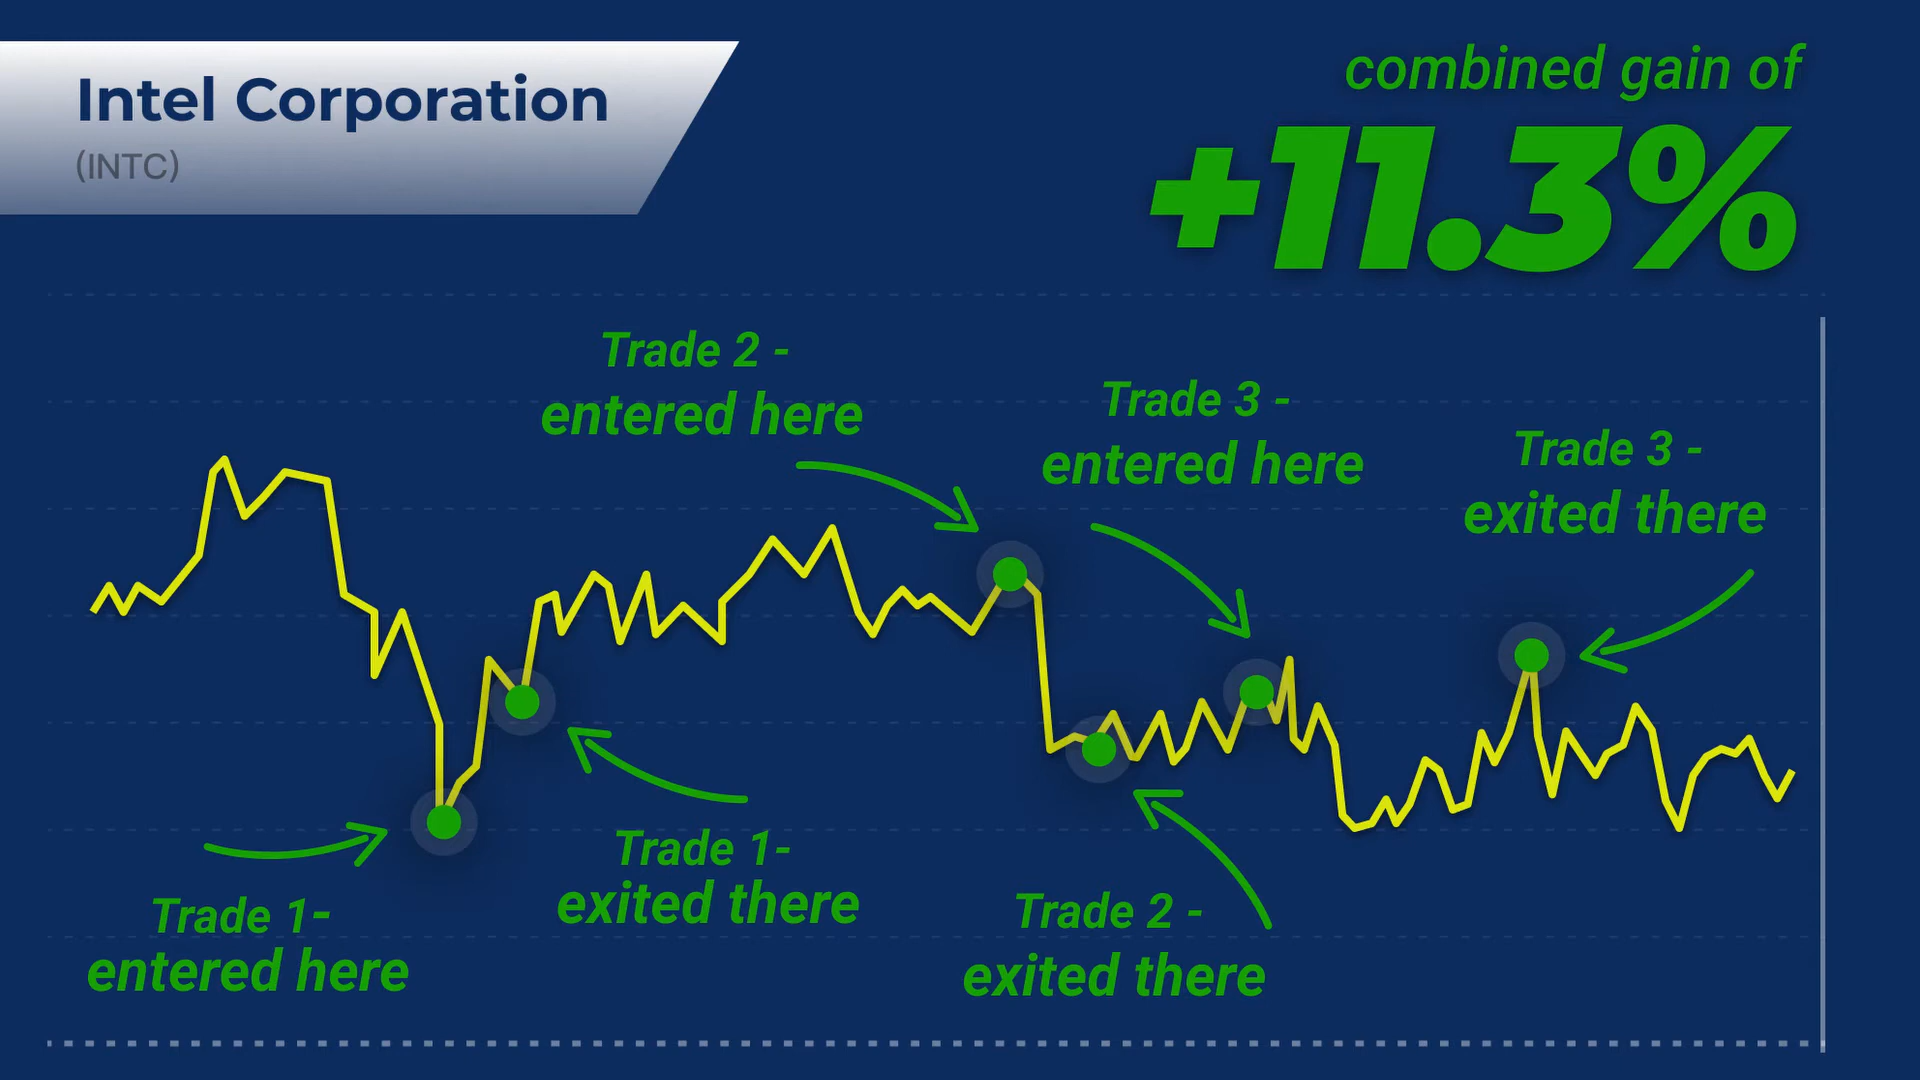 Intel Corporation
(INTC)
combined gain of
+11.3%
Trade 2 -
entered here
Trade 3 -
entered here
Trade 3 -
exited there
Trade 1-
exited there
Trade 1-
entered here
Trade 2 -
exited there